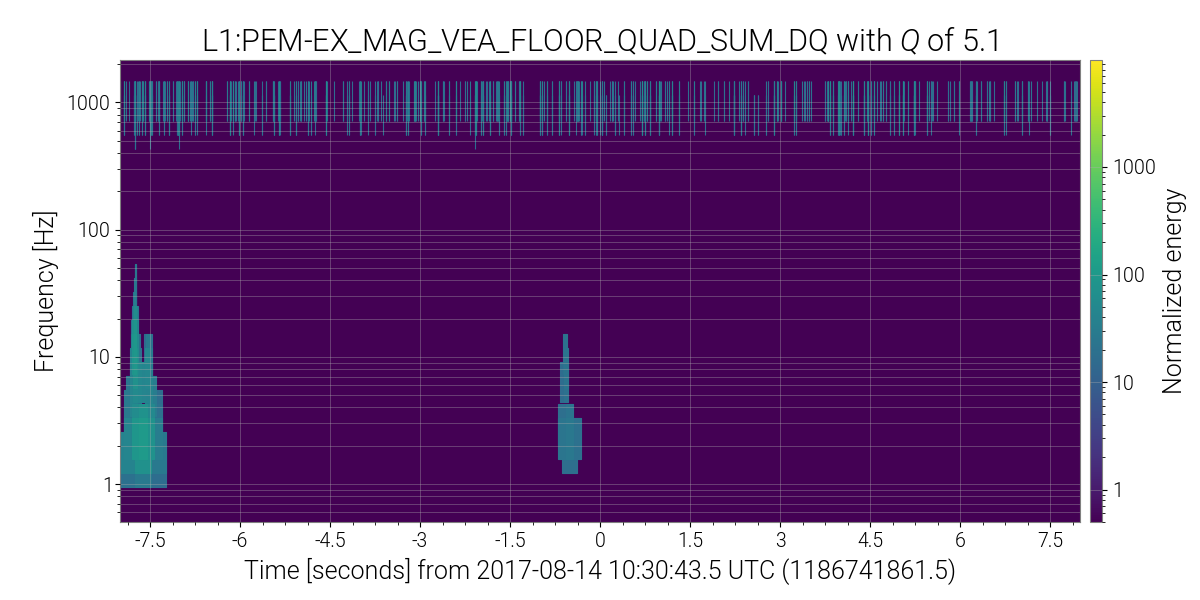 L1:PEM-EX_MAG_VEA_FLOOR_QUAD_SUM_DQ with Q of 5.1
Frequency [Hz]
1000
100
10
1
-7.5 -6 -4.5 -3 -1.5 0 1.5 3 4.5 6 7.5
Time [seconds] from 2017-08-14 10:30:43.5 UTC (1186741861.5)
1000
100
10
1
Normalized energy